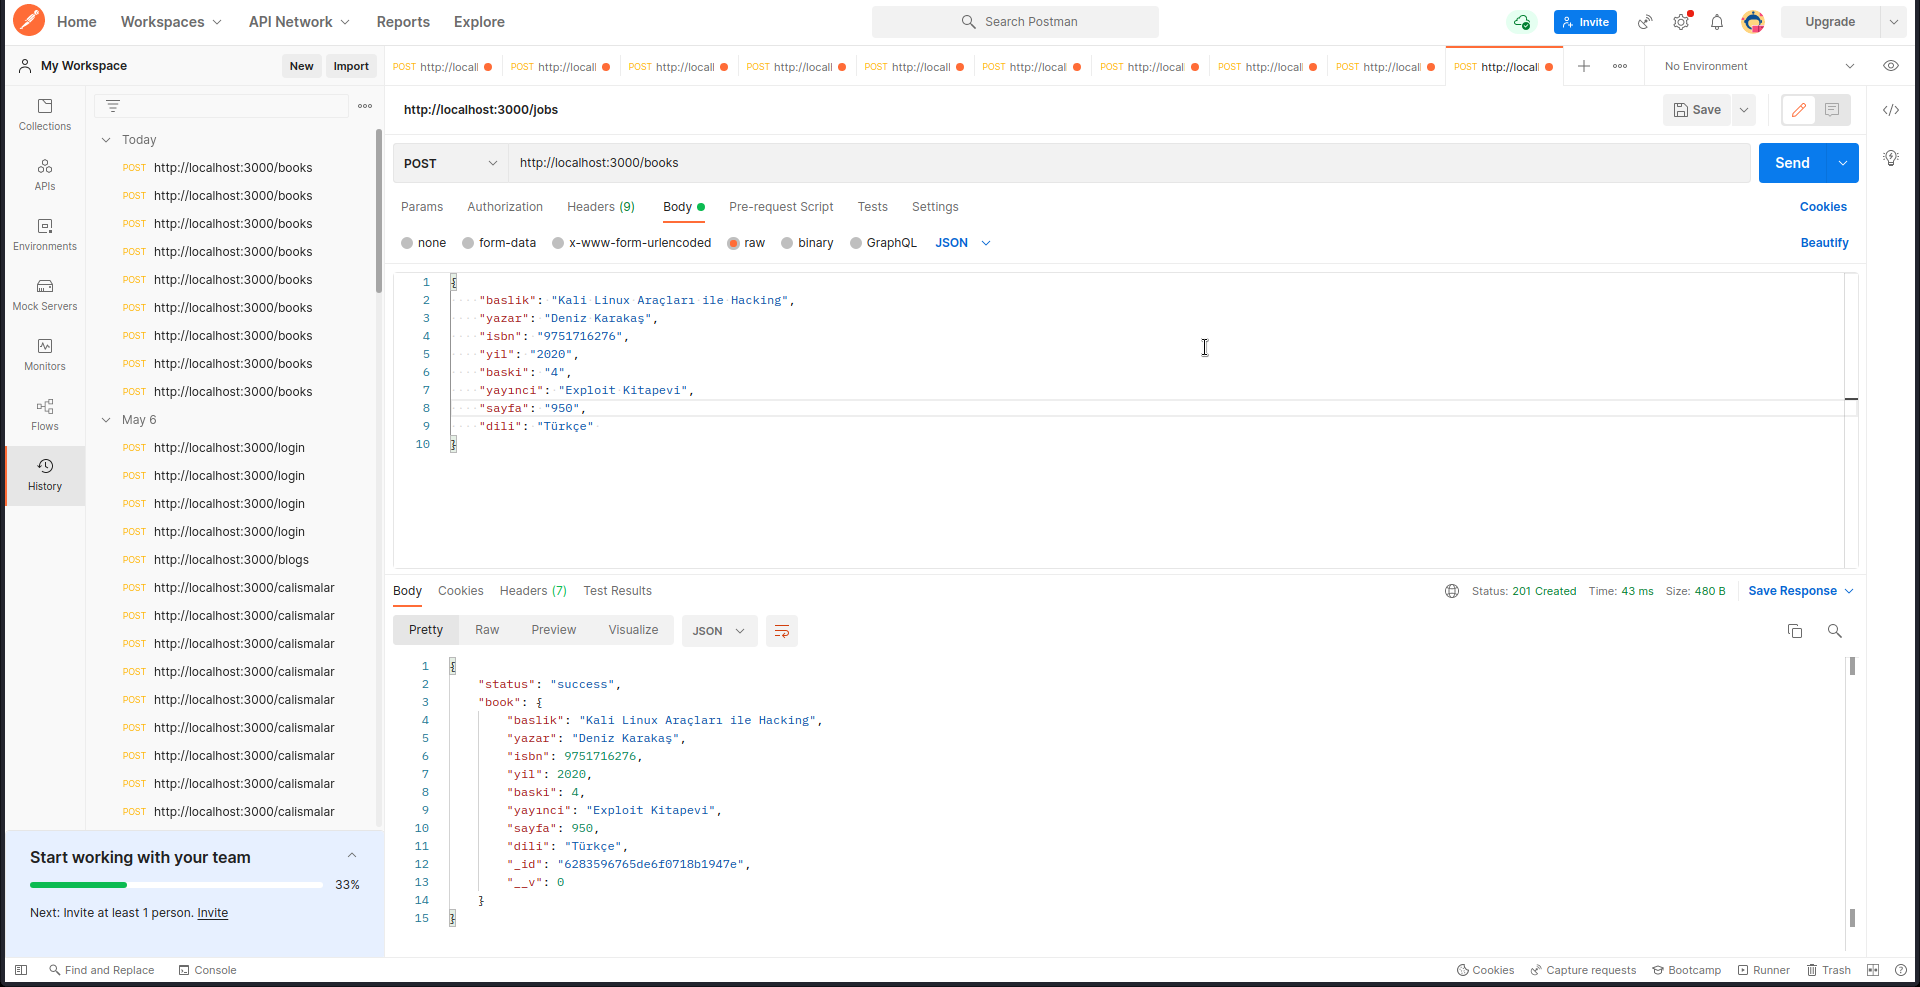 Home Workspaces API Network Reports Explore Search Postman Invite Upgrade
My Workspace New Import
POST http://locall POST http://locall POST http://locall POST http://locall POST http://locall POST http://locall POST http://locall POST http://locall POST http://locall POST http://locall No Environment
Collections
APIs
Environments
Mock Servers
Monitors
Flows
History
Today
POST http://localhost:3000/books
POST http://localhost:3000/books
POST http://localhost:3000/books
POST http://localhost:3000/books
POST http://localhost:3000/books
POST http://localhost:3000/books
POST http://localhost:3000/books
POST http://localhost:3000/books
POST http://localhost:3000/books
May 6
POST http://localhost:3000/login
POST http://localhost:3000/login
POST http://localhost:3000/login
POST http://localhost:3000/login
POST http://localhost:3000/blogs
POST http://localhost:3000/calismalar
POST http://localhost:3000/calismalar
POST http://localhost:3000/calismalar
POST http://localhost:3000/calismalar
POST http://localhost:3000/calismalar
POST http://localhost:3000/calismalar
POST http://localhost:3000/calismalar
POST http://localhost:3000/calismalar
POST http://localhost:3000/calismalar
Start working with your team
33%
Next: Invite at least 1 person. Invite
http://localhost:3000/jobs Save
POST http://localhost:3000/books Send
Params Authorization Headers (9) Body Pre-request Script Tests Settings Cookies
none form-data x-www-form-urlencoded raw binary GraphQL JSON Beautify
1 {
2 "baslik": "Kali Linux Araçları ile Hacking",
3 "yazar": "Deniz Karakaş",
4 "isbn": "9751716276",
5 "yil": "2020",
6 "baski": "4",
7 "yayınci": "Exploit Kitapevi",
8 "sayfa": "950",
9 "dili": "Türkçe"
10 }
Body Cookies Headers (7) Test Results Status: 201 Created Time: 43 ms Size: 480 B Save Response
Pretty Raw Preview Visualize JSON
1 {
2 "status": "success",
3 "book": {
4 "baslik": "Kali Linux Araçları ile Hacking",
5 "yazar": "Deniz Karakaş",
6 "isbn": 9751716276,
7 "yil": 2020,
8 "baski": 4,
9 "yayınci": "Exploit Kitapevi",
10 "sayfa": 950,
11 "dili": "Türkçe",
12 "_id": "6283596765de6f0718b1947e",
13 "__v": 0
14 }
15 }
Find and Replace Console Cookies Capture requests Bootcamp Runner Trash